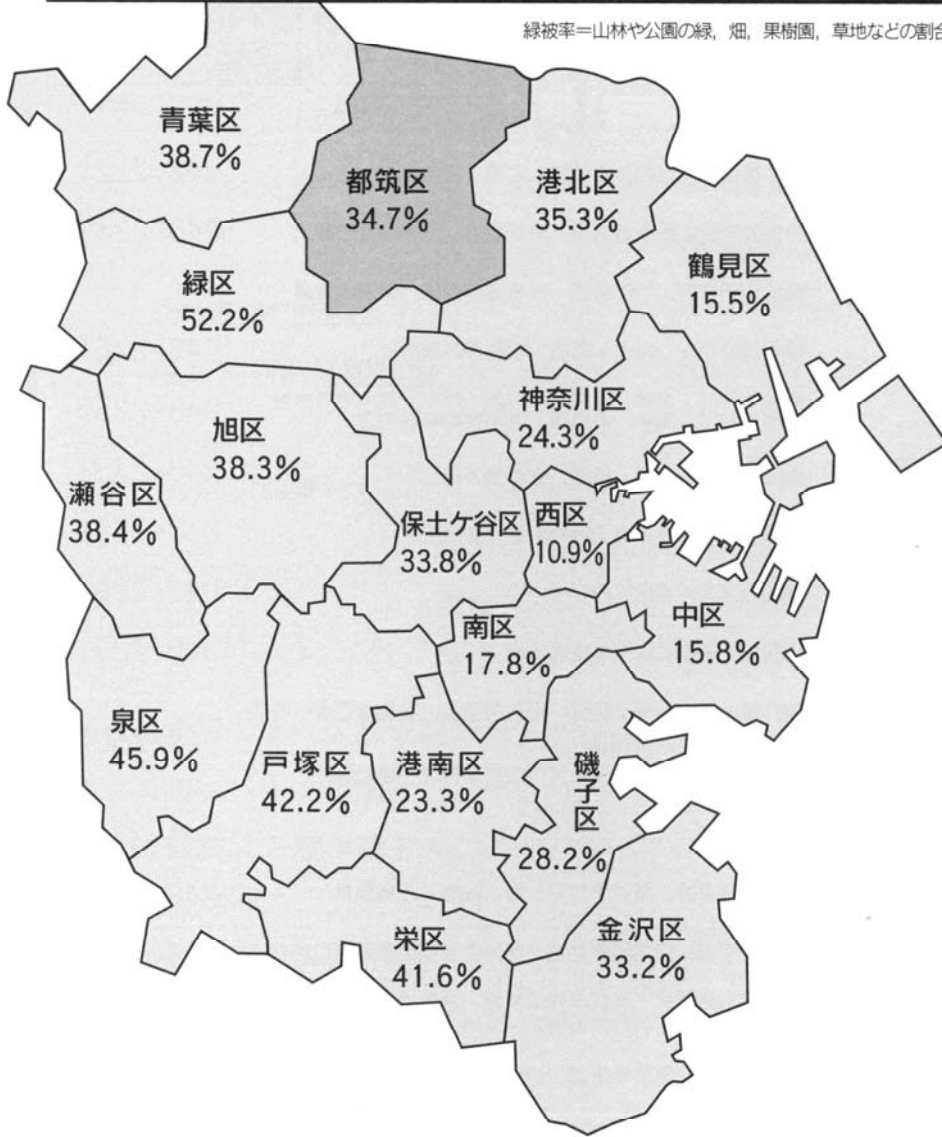 緑被率＝山林や公園の緑，畑，果樹園，草地などの割合
青葉区
38.7%
都筑区
34.7%
港北区
35.3%
鶴見区
15.5%
緑区
52.2%
神奈川区
24.3%
旭区
38.3%
瀬谷区
38.4%
保土ケ谷区
33.8%
西区
10.9%
南区
17.8%
中区
15.8%
泉区
45.9%
戸塚区
42.2%
港南区
23.3%
磯子区
28.2%
栄区
41.6%
金沢区
33.2%